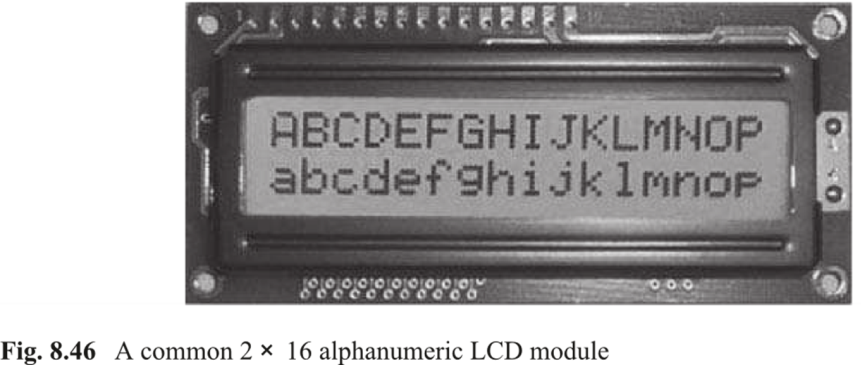 ABCDEFGHIJKLMNOP
abcdefghijklmnop
Fig. 8.46 A common 2 × 16 alphanumeric LCD module